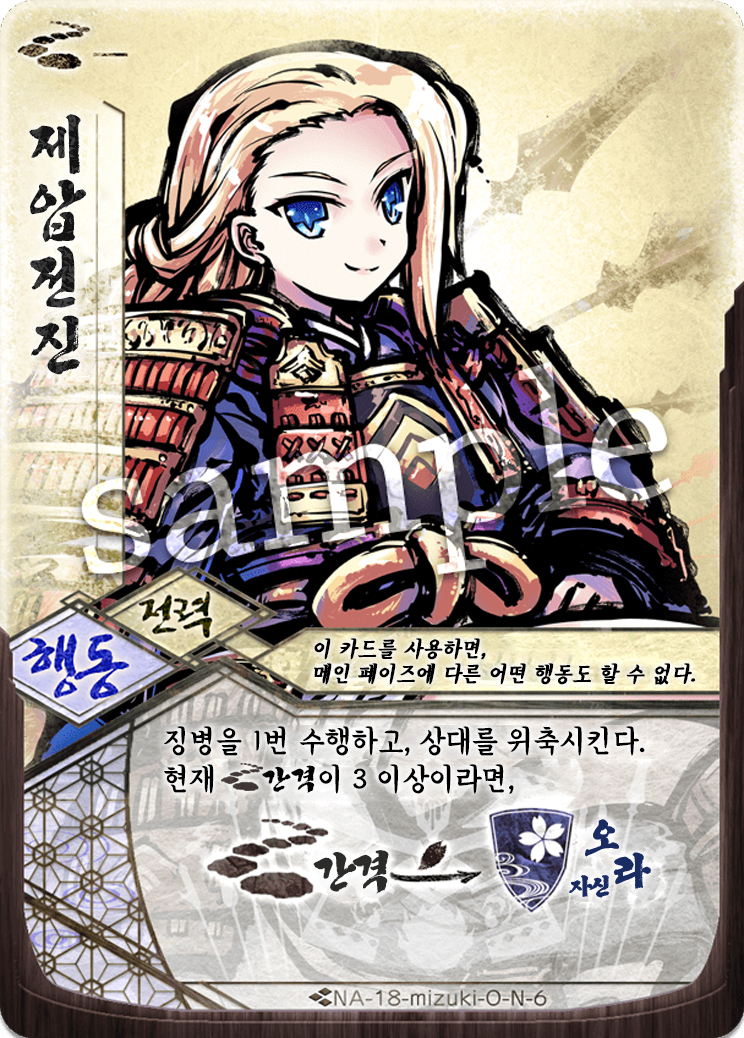 제압전진
sample
전력
행동
이 카드를 사용하면,
메인 페이즈에 다른 어떤 행동도 할 수 없다.
징병을 1번 수행하고, 상대를 위축시킨다.
현재 간격이 3 이상이라면,
간격
오라
자신
NA-18-mizuki-O-N-6